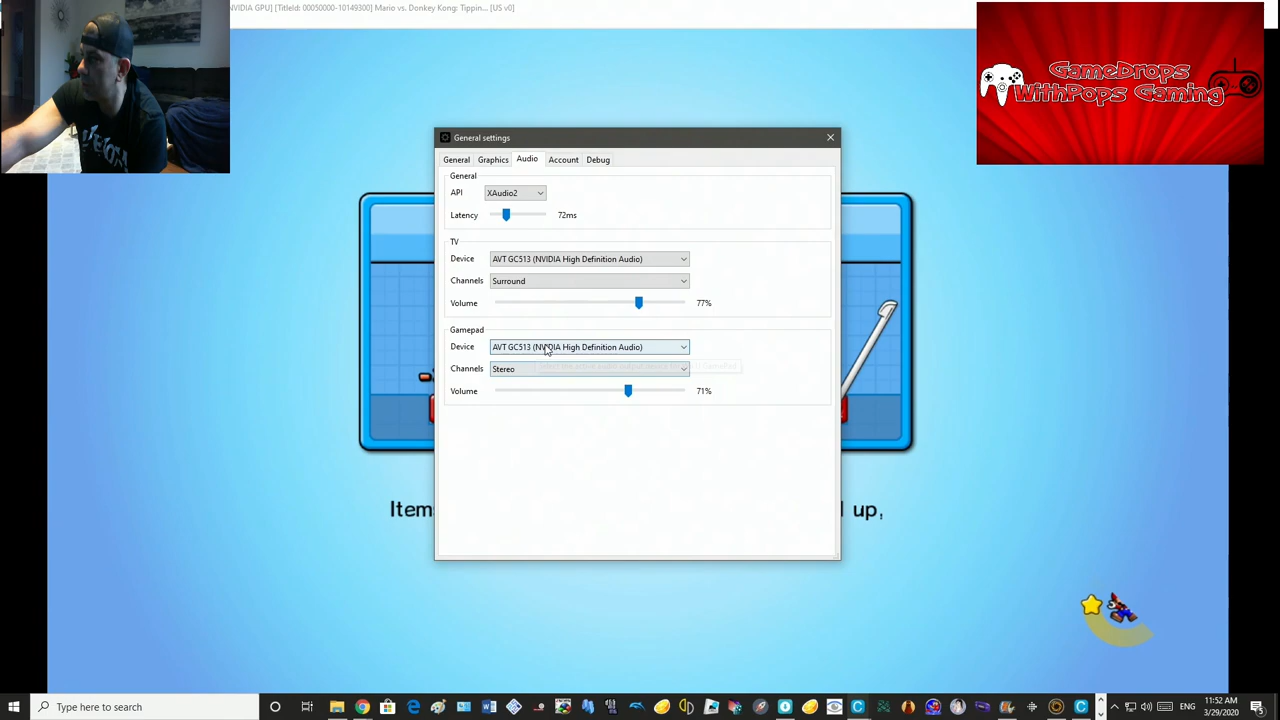 NVIDIA GPU] [TitleId: 00050000-10149300] Mario vs. Donkey Kong: Tippin... [US v0]
GameDrops
WithPops Gaming
General settings
General Graphics Audio Account Debug
General
API XAudio2
Latency 72ms
TV
Device AVT GC513 (NVIDIA High Definition Audio)
Channels Surround
Volume 77%
Gamepad
Device AVT GC513 (NVIDIA High Definition Audio)
Channels Stereo
Volume 71%
Item
up,
Type here to search
ENG
11:52 AM
3/29/2020
5